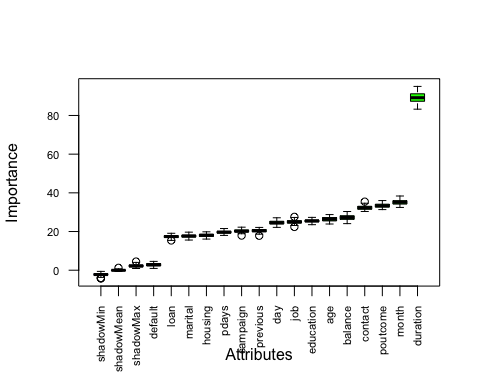 Importance
80
60
40
20
0
shadowMin
shadowMean
shadowMax
default
loan
marital
housing
pdays
campaign
previous
day
job
education
age
balance
contact
poutcome
month
duration
Attributes